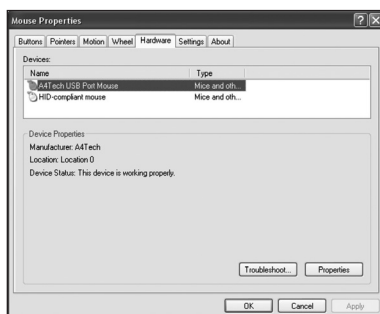 Mouse Properties
Buttons Pointers Motion Wheel Hardware Settings About
Devices:
Name Type
A4Tech USB Port Mouse Mice and oth...
HID-compliant mouse Mice and oth...
Device Properties
Manufacturer: A4Tech
Location: Location 0
Device Status: This device is working properly.
Troubleshoot... Properties
OK Cancel Apply